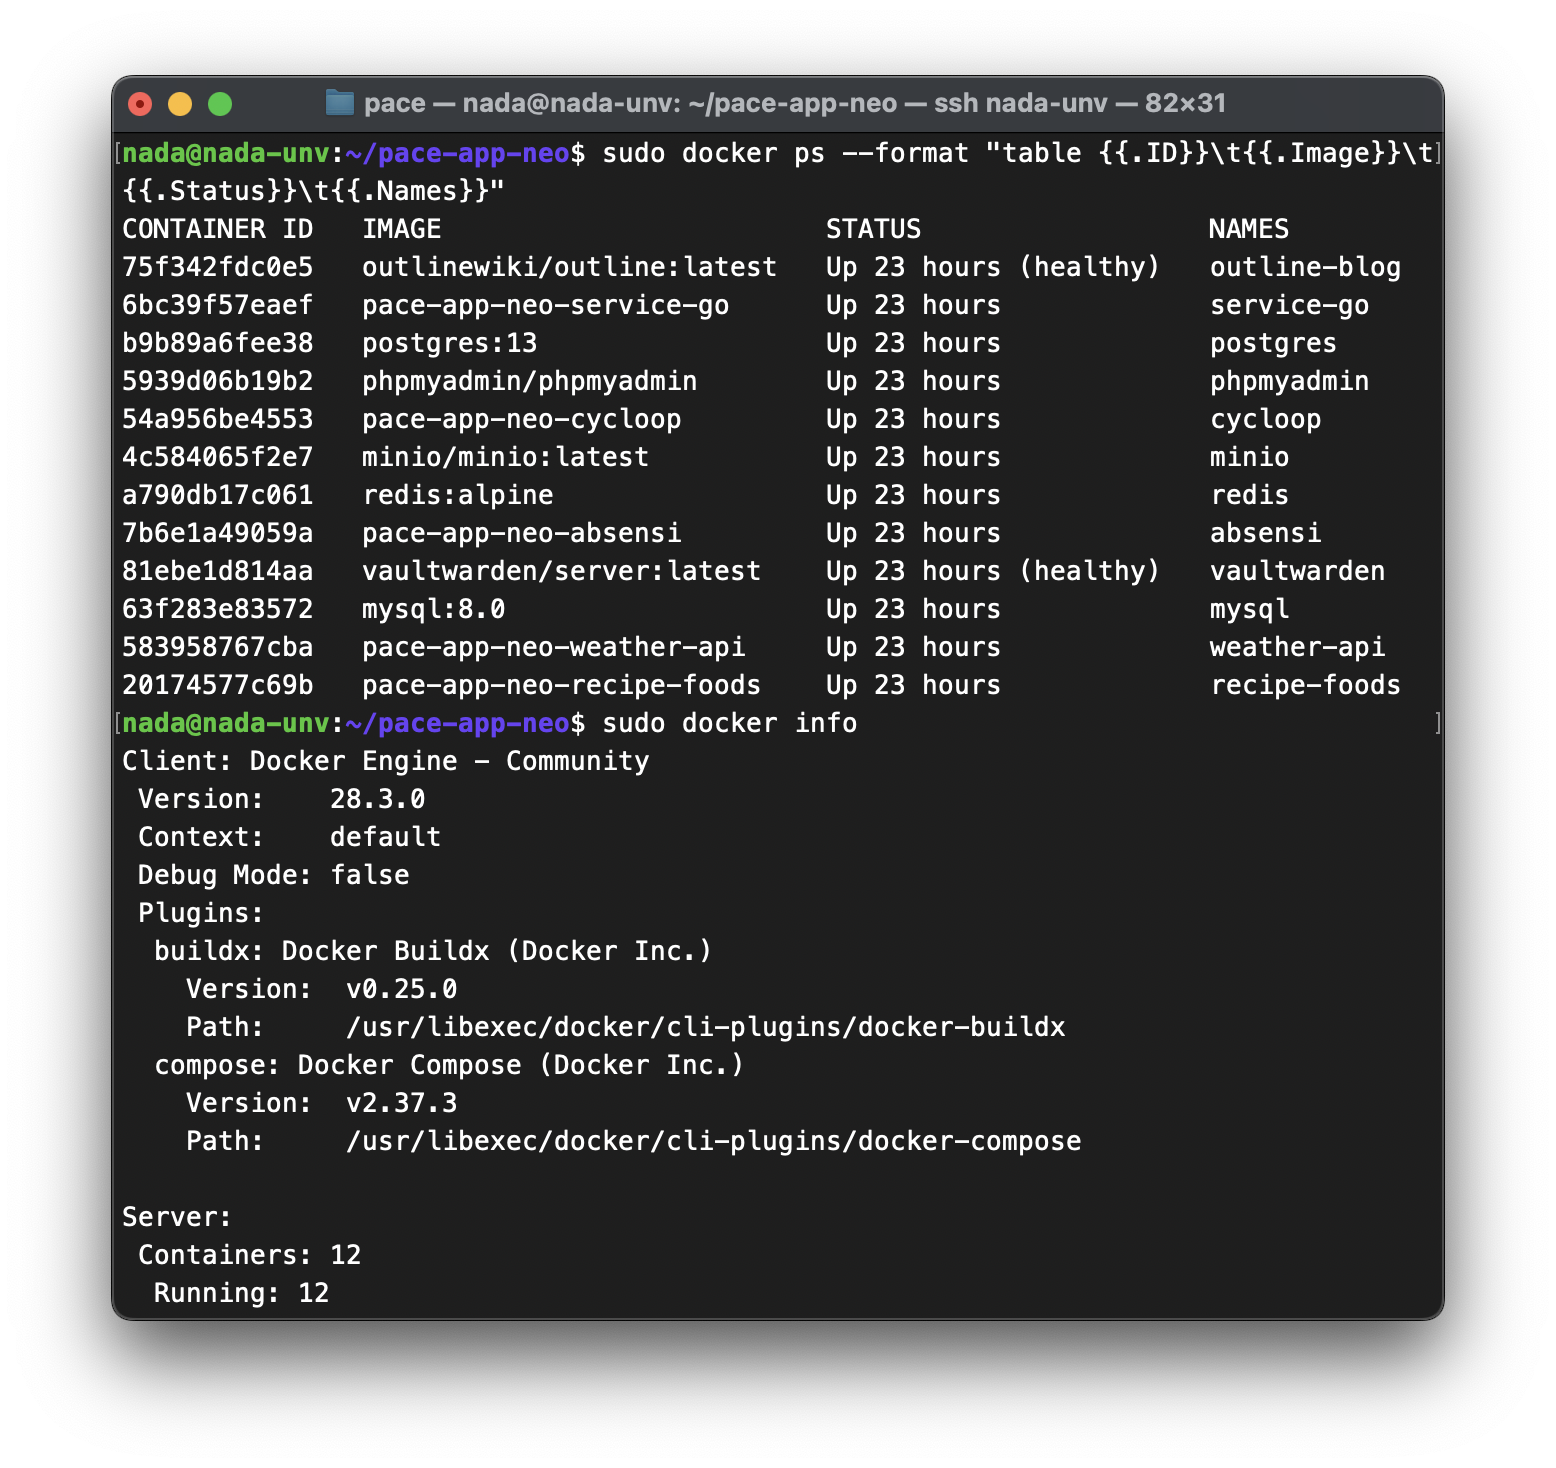 pace — nada@nada-unv: ~/pace-app-neo — ssh nada-unv — 82×31
[nada@nada-unv:~/pace-app-neo$ sudo docker ps --format "table {{.ID}}\t{{.Image}}\t]
{{.Status}}\t{{.Names}}"
CONTAINER ID   IMAGE                        STATUS                  NAMES
75f342fdc0e5   outlinewiki/outline:latest   Up 23 hours (healthy)   outline-blog
6bc39f57eaef   pace-app-neo-service-go      Up 23 hours             service-go
b9b89a6fee38   postgres:13                  Up 23 hours             postgres
5939d06b19b2   phpmyadmin/phpmyadmin        Up 23 hours             phpmyadmin
54a956be4553   pace-app-neo-cycloop         Up 23 hours             cycloop
4c584065f2e7   minio/minio:latest           Up 23 hours             minio
a790db17c061   redis:alpine                 Up 23 hours             redis
7b6e1a49059a   pace-app-neo-absensi         Up 23 hours             absensi
81ebe1d814aa   vaultwarden/server:latest    Up 23 hours (healthy)   vaultwarden
63f283e83572   mysql:8.0                    Up 23 hours             mysql
583958767cba   pace-app-neo-weather-api     Up 23 hours             weather-api
20174577c69b   pace-app-neo-recipe-foods    Up 23 hours             recipe-foods
[nada@nada-unv:~/pace-app-neo$ sudo docker info                                    ]
Client: Docker Engine - Community
 Version:    28.3.0
 Context:    default
 Debug Mode: false
 Plugins:
  buildx: Docker Buildx (Docker Inc.)
    Version:  v0.25.0
    Path:     /usr/libexec/docker/cli-plugins/docker-buildx
  compose: Docker Compose (Docker Inc.)
    Version:  v2.37.3
    Path:     /usr/libexec/docker/cli-plugins/docker-compose

Server:
 Containers: 12
  Running: 12